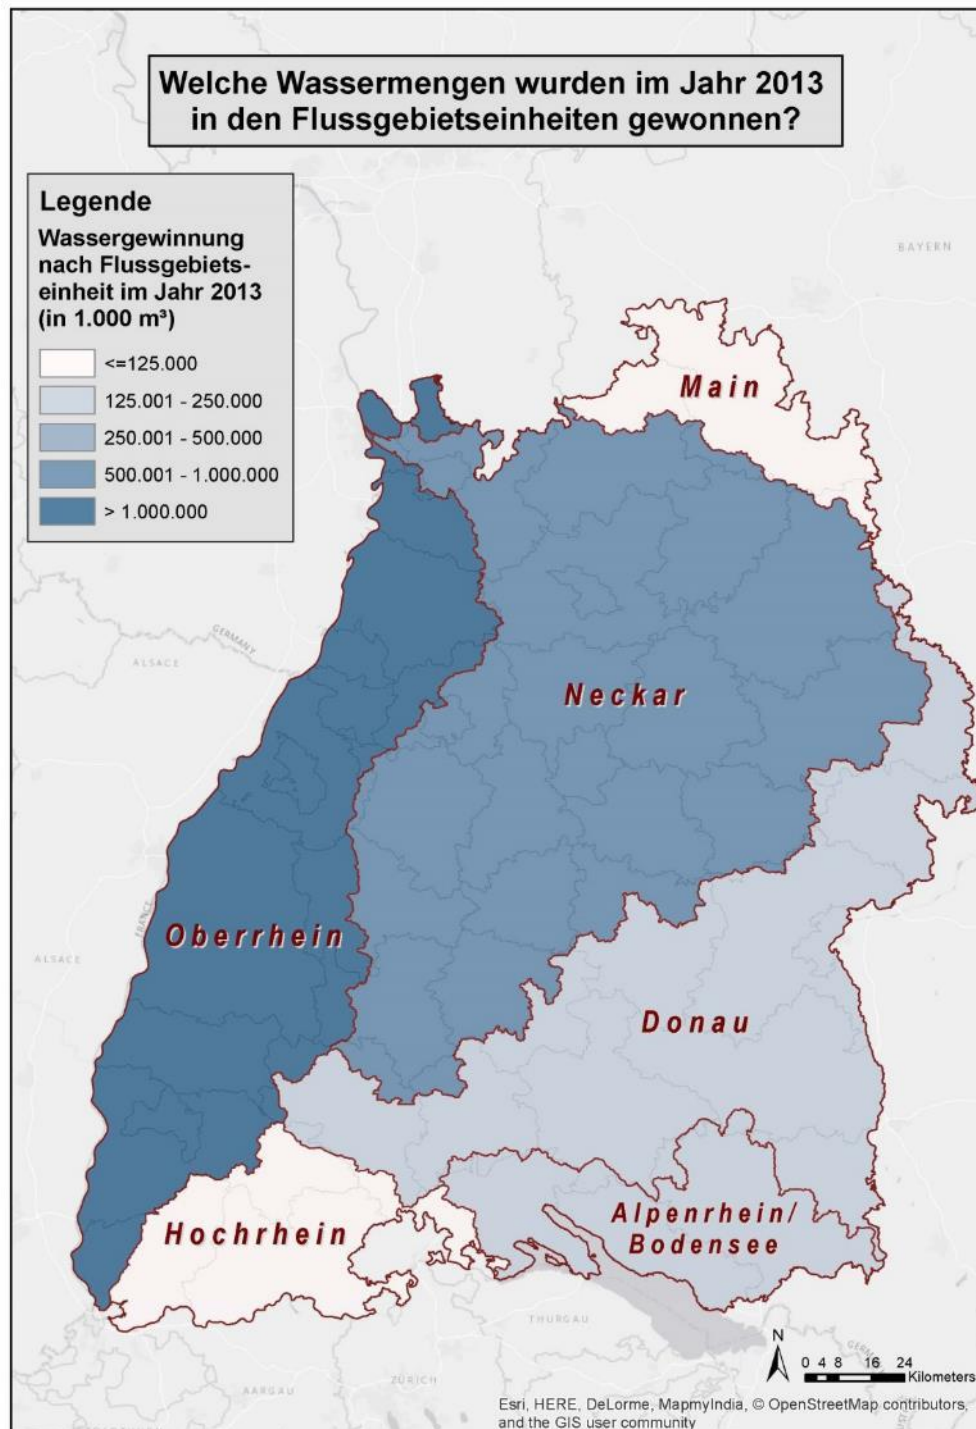 Welche Wassermengen wurden im Jahr 2013
in den Flussgebietseinheiten gewonnen?
Legende
Wassergewinnung
nach Flussgebiets-
einheit im Jahr 2013
(in 1.000 m³)
<=125.000
125.001 - 250.000
250.001 - 500.000
500.001 - 1.000.000
> 1.000.000
BAYERN
Main
GERMANY
ALSACE
Neckar
FRANCE
Oberrhein
ALSACE
Donau
Hochrhein
Alpenrhein/
Bodensee
THURGAU
N
0 4 8 16 24
Kilometers
GERMANY
ZÜRICH
AARGAU
Esri, HERE, DeLorme, MapmyIndia, © OpenStreetMap contributors,
and the GIS user community